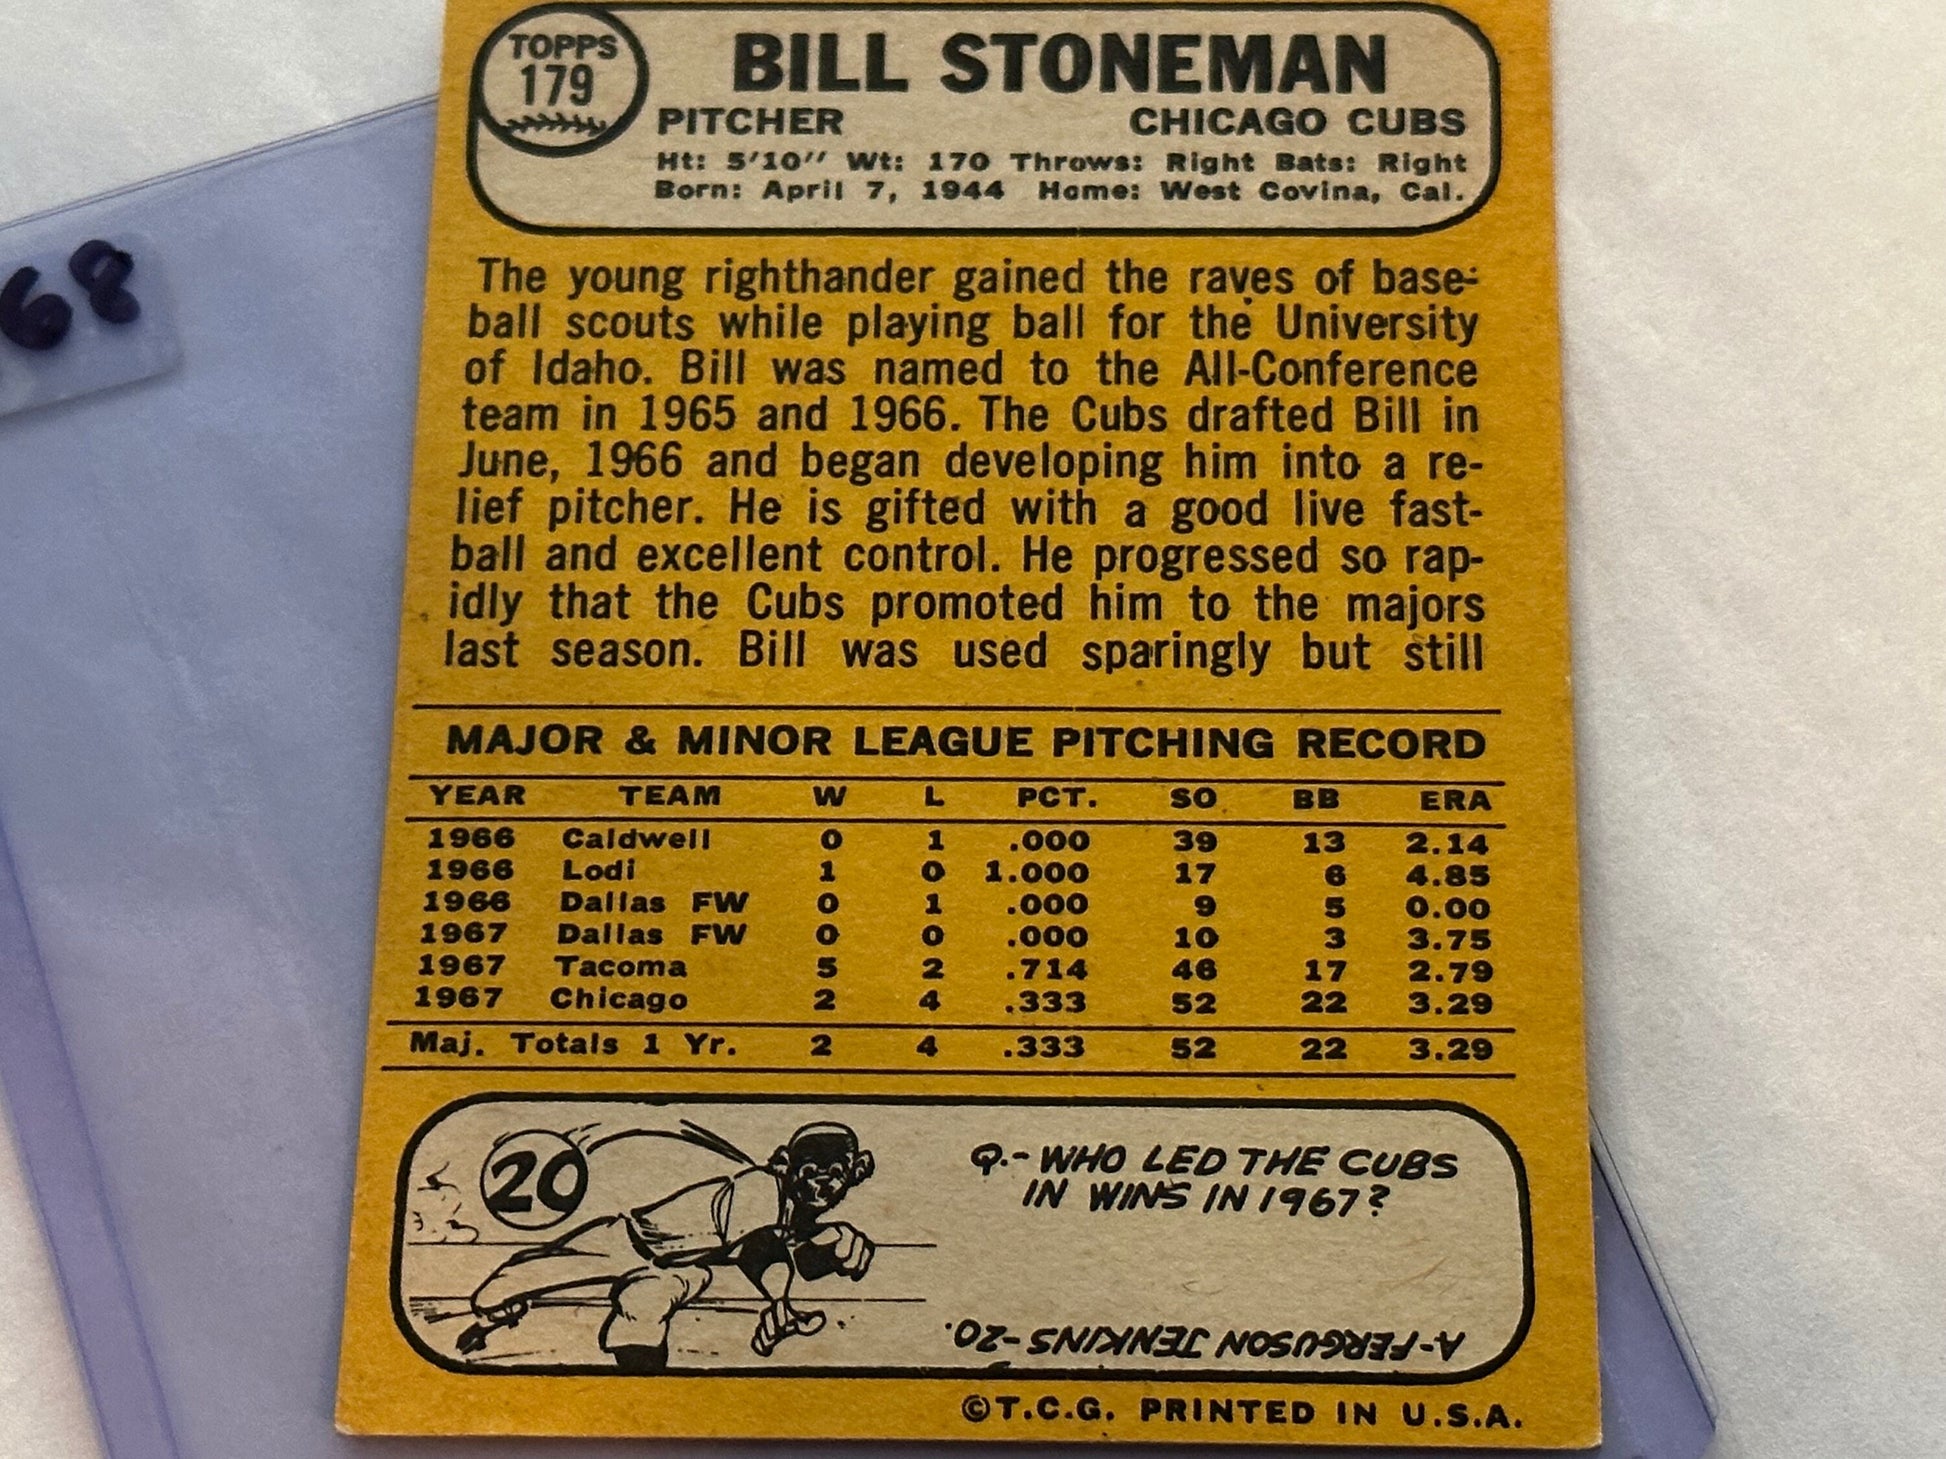 68
TOPPS
179
BILL STONEMAN
PITCHER CHICAGO CUBS
Ht: 5'10" Wt: 170 Throws: Right Bats: Right
Born: April 7, 1944 Home: West Covina, Cal.
The young righthander gained the raves of base-
ball scouts while playing ball for the University
of Idaho. Bill was named to the All-Conference
team in 1965 and 1966. The Cubs drafted Bill in
June, 1966 and began developing him into a re-
lief pitcher. He is gifted with a good live fast-
ball and excellent control. He progressed so rap-
idly that the Cubs promoted him to the majors
last season. Bill was used sparingly but still
MAJOR & MINOR LEAGUE PITCHING RECORD
YEAR TEAM W L PCT. SO BB ERA
1966 Caldwell 0 1 .000 39 13 2.14
1966 Lodi 1 0 1.000 17 6 4.85
1966 Dallas FW 0 1 .000 9 5 0.00
1967 Dallas FW 0 0 .000 10 3 3.75
1967 Tacoma 5 2 .714 46 17 2.79
1967 Chicago 2 4 .333 52 22 3.29
Maj. Totals 1 Yr. 2 4 .333 52 22 3.29
20
Q.-WHO LED THE CUBS
IN WINS IN 1967?
A-FERGUSON JENKINS-20.
©T.C.G. PRINTED IN U.S.A.